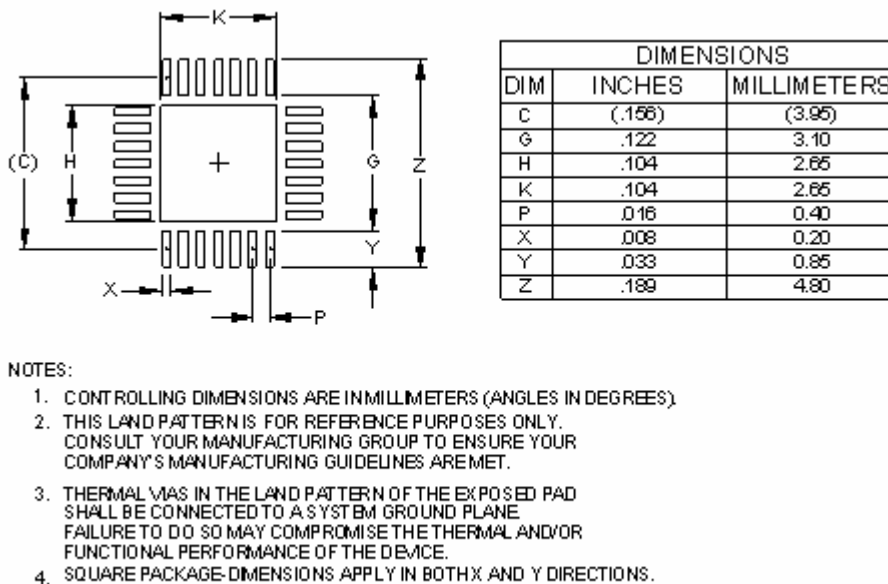 K
(C)
H
G
Z
Y
X
P
DIMENSIONS
DIM INCHES MILLIMETERS
C (.156) (3.95)
G .122 3.10
H .104 2.65
K .104 2.65
P .016 0.40
X .008 0.20
Y .033 0.85
Z .189 4.80
NOTES:
1. CONTROLLING DIMENSIONS ARE IN MILLIMETERS (ANGLES IN DEGREES).
2. THIS LAND PATTERN IS FOR REFERENCE PURPOSES ONLY.
CONSULT YOUR MANUFACTURING GROUP TO ENSURE YOUR
COMPANY'S MANUFACTURING GUIDELINES ARE MET.
3. THERMAL VIAS IN THE LAND PATTERN OF THE EXPOSED PAD
SHALL BE CONNECTED TO A SYSTEM GROUND PLANE.
FAILURE TO DO SO MAY COMPROMISE THE THERMAL AND/OR
FUNCTIONAL PERFORMANCE OF THE DEVICE.
4. SQUARE PACKAGE-DIMENSIONS APPLY IN BOTH X AND Y DIRECTIONS.